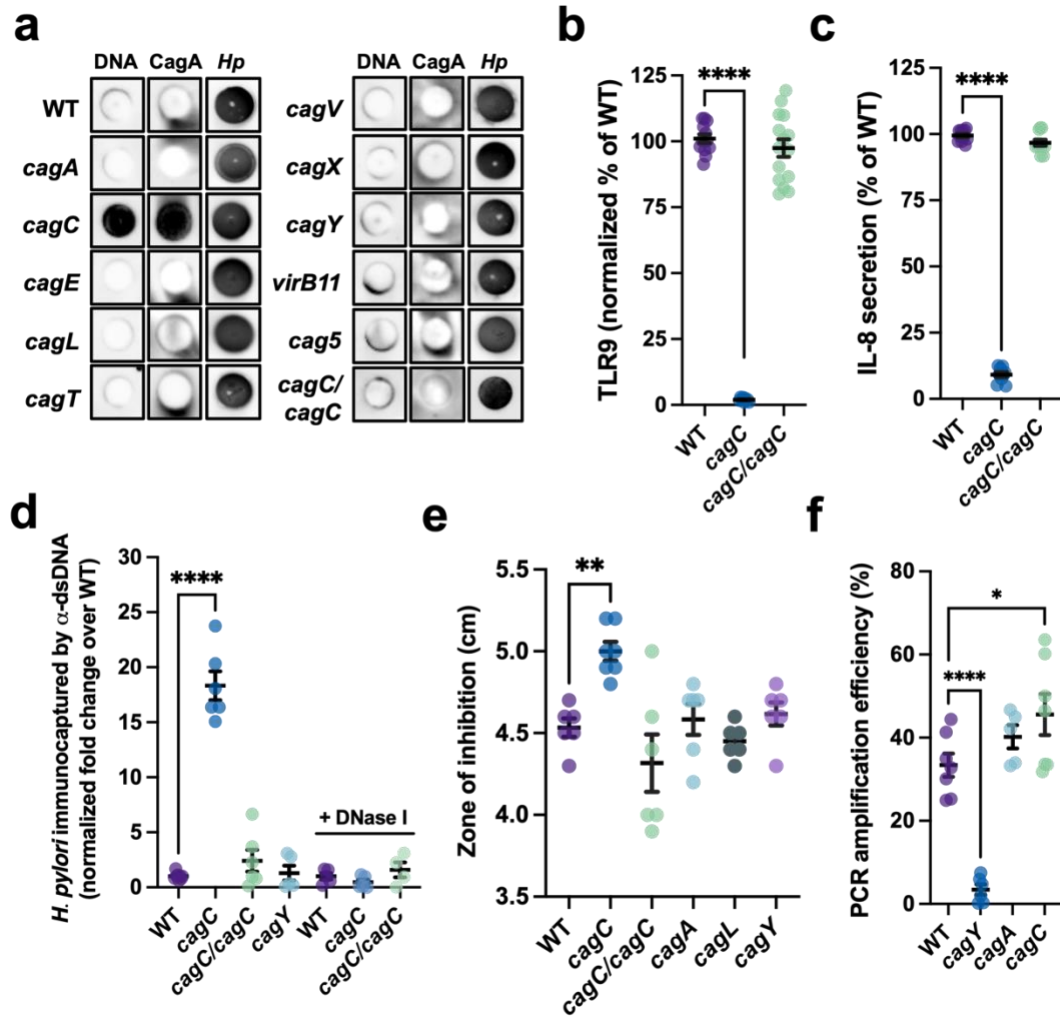 a
DNA CagA Hp
WT
cagA
cagC
cagE
cagL
cagT
DNA CagA Hp
cagV
cagX
cagY
virB11
cag5
cagC/
cagC
b
TLR9 (normalized % of WT)
125
100
75
50
25
0
****
WT cagC cagC/cagC
c
IL-8 secretion (% of WT)
125
100
75
50
25
0
****
WT cagC cagC/cagC
d
H. pylori immunocaptured by α-dsDNA
(normalized fold change over WT)
30
25
20
15
10
5
0
****
+ DNase I
WT cagC cagC/cagC cagY WT cagC cagC/cagC
e
Zone of inhibition (cm)
5.5
5.0
4.5
4.0
3.5
**
WT cagC cagC/cagC cagA cagL cagY
f
PCR amplification efficiency (%)
80
60
40
20
0
*
****
WT cagY cagA cagC